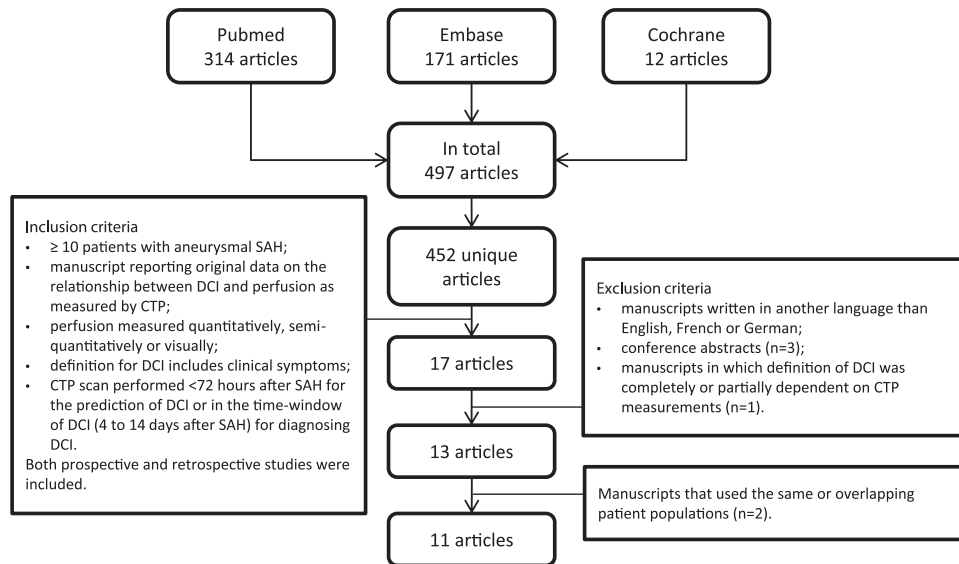 Pubmed
314 articles
Embase
171 articles
Cochrane
12 articles
In total
497 articles
Inclusion criteria
• ≥ 10 patients with aneurysmal SAH;
• manuscript reporting original data on the
relationship between DCI and perfusion as
measured by CTP;
• perfusion measured quantitatively, semi-
quantitatively or visually;
• definition for DCI includes clinical symptoms;
• CTP scan performed <72 hours after SAH for
the prediction of DCI or in the time-window
of DCI (4 to 14 days after SAH) for diagnosing
DCI.
Both prospective and retrospective studies were
included.
452 unique
articles
17 articles
Exclusion criteria
• manuscripts written in another language than
English, French or German;
• conference abstracts (n=3);
• manuscripts in which definition of DCI was
completely or partially dependent on CTP
measurements (n=1).
13 articles
Manuscripts that used the same or overlapping
patient populations (n=2).
11 articles